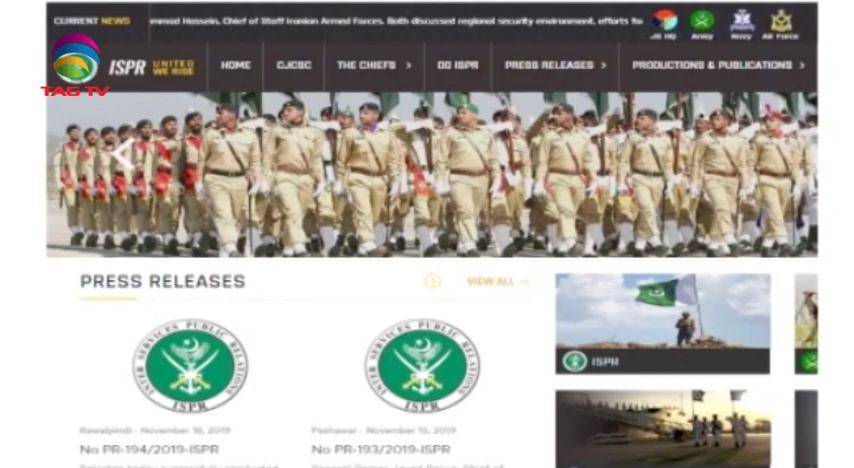 CURRENT NEWS
Hossein, Chief of Staff Iranian Armed Forces. Both discussed regional security environment, efforts for
JS HQ Army Navy Air Force
TAG TV
ISPR UNITED WE RISE
HOME CJCSC THE CHIEFS > DG ISPR PRESS RELEASES > PRODUCTIONS & PUBLICATIONS >
PRESS RELEASES
VIEW ALL →
INTER SERVICES PUBLIC RELATIONS
ISPR
INTER SERVICES PUBLIC RELATIONS
ISPR
ISPR
Rawalpindi - November 18, 2019
Peshawar - November 15, 2019
No PR-194/2019-ISPR
No PR-193/2019-ISPR